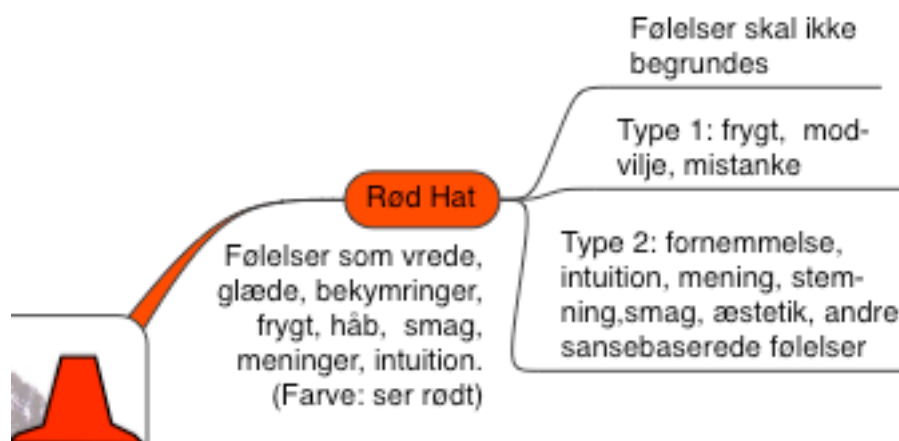 Følelser skal ikke
begrundes
Type 1: frygt, mod-
vilje, mistanke
Rød Hat
Type 2: fornemmelse,
intuition, mening, stem-
ning,smag, æstetik, andre
sansebaserede følelser
Følelser som vrede,
glæde, bekymringer,
frygt, håb, smag,
meninger, intuition.
(Farve: ser rødt)